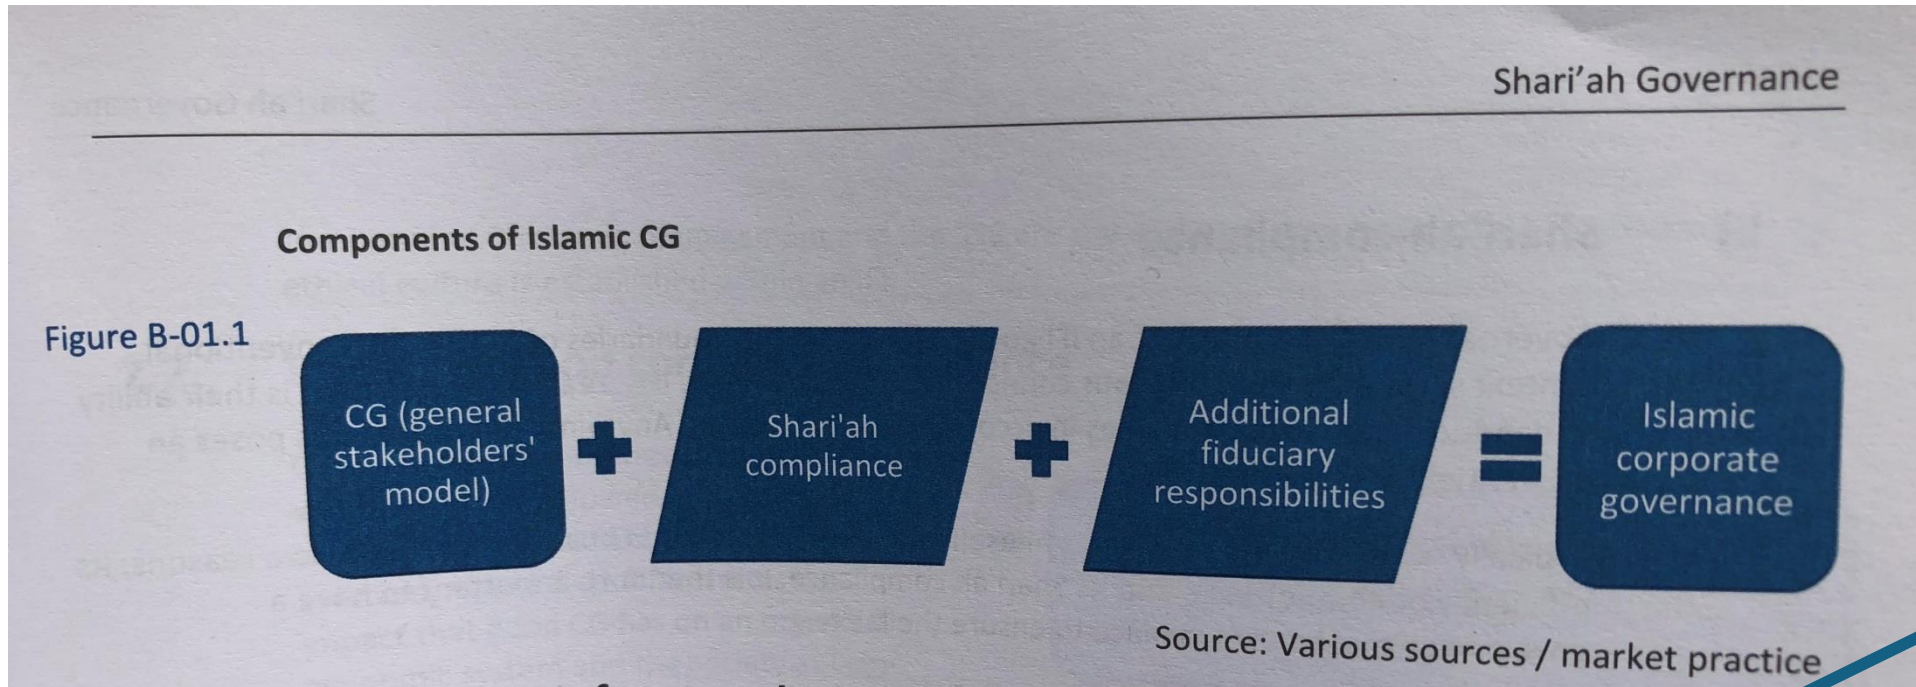 Shari'ah Governance
Components of Islamic CG
Figure B-01.1
CG (general
stakeholders'
model)
+
Shari'ah
compliance
+
Additional
fiduciary
responsibilities
=
Islamic
corporate
governance
Source: Various sources / market practice